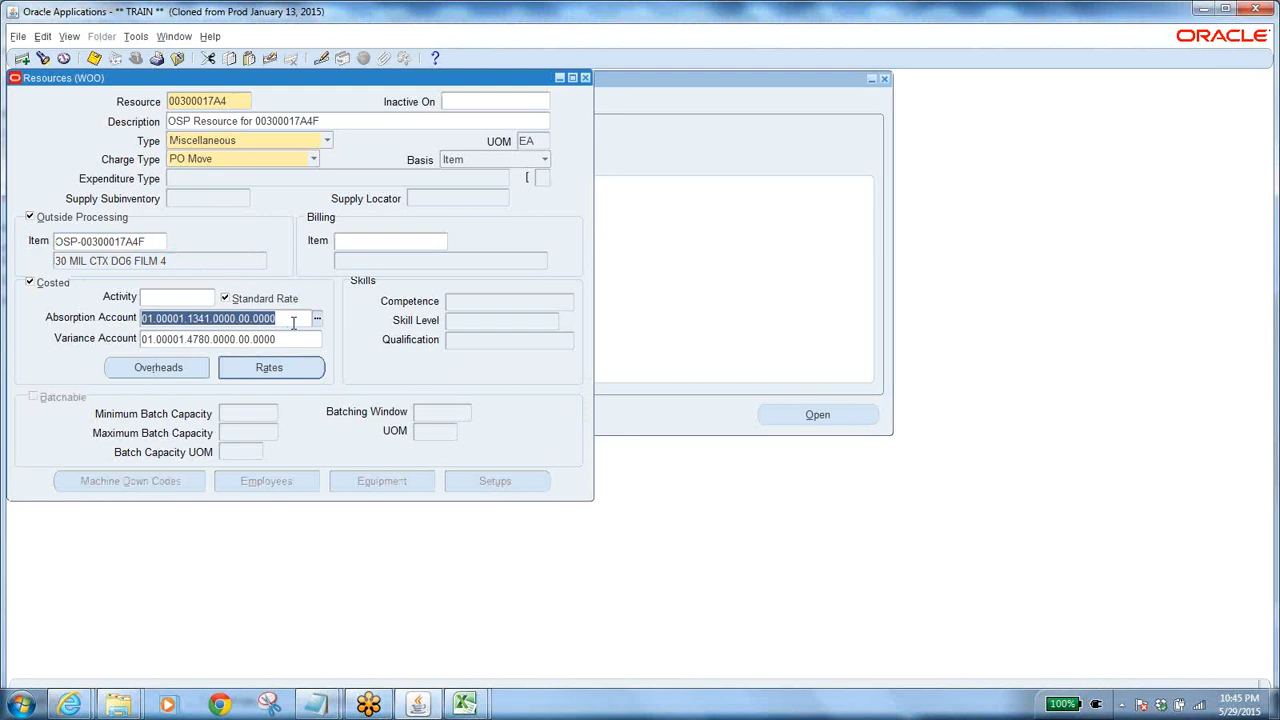 Oracle Applications - ** TRAIN ** (Cloned from Prod January 13, 2015)
File Edit View Folder Tools Window Help
ORACLE
Resources (WOO)
Resource 00300017A4 Inactive On
Description OSP Resource for 00300017A4F
Type Miscellaneous UOM EA
Charge Type PO Move Basis Item
Expenditure Type [
Supply Subinventory Supply Locator
Outside Processing Billing
Item OSP-00300017A4F Item
30 MIL CTX DO6 FILM 4
Costed Skills
Activity Standard Rate Competence
Absorption Account 01.00001.1341.0000.00.0000 Skill Level
Variance Account 01.00001.4780.0000.00.0000 Qualification
Overheads Rates
Batchable
Minimum Batch Capacity Batching Window
Maximum Batch Capacity UOM
Batch Capacity UOM
Machine Down Codes Employees Equipment Setups
Open
100% 10:45 PM
5/29/2015